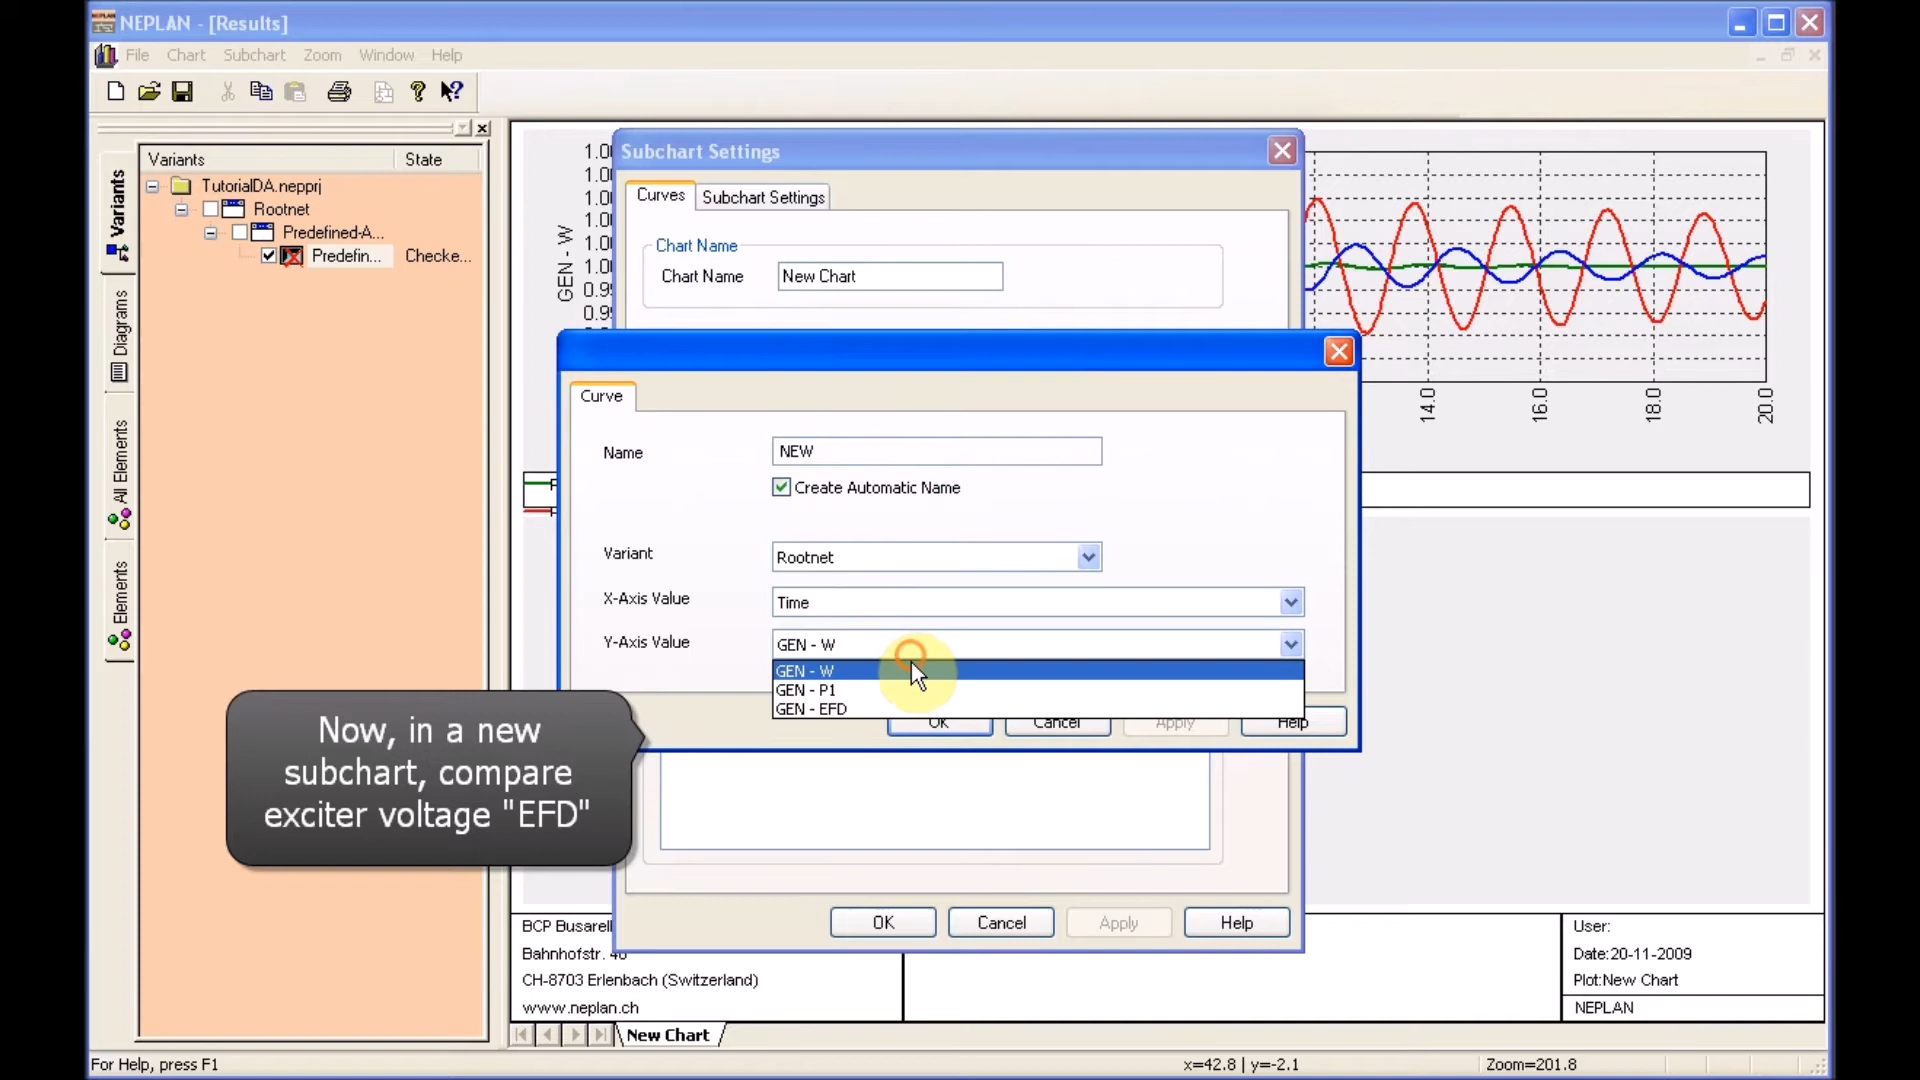 NEPLAN - [Results]
File Chart Subchart Zoom Window Help
Variants State
TutorialDA.nepprj
Rootnet
Predefined-A...
Predefin... Checke...
Variants
Diagrams
All Elements
Elements
GEN - W
Subchart Settings
Curves Subchart Settings
Chart Name
Chart Name New Chart
Curve
Name NEW
Create Automatic Name
Variant Rootnet
X-Axis Value Time
Y-Axis Value GEN - W
GEN - W
GEN - P1
GEN - EFD
OK Cancel Apply Help
OK Cancel Apply Help
14.0 16.0 18.0 20.0
Now, in a new
subchart, compare
exciter voltage "EFD"
BCP Busarell
Bahnhofstr. 40
CH-8703 Erlenbach (Switzerland)
www.neplan.ch
User:
Date:20-11-2009
Plot:New Chart
NEPLAN
New Chart
For Help, press F1 x=42.8 | y=-2.1 Zoom=201.8